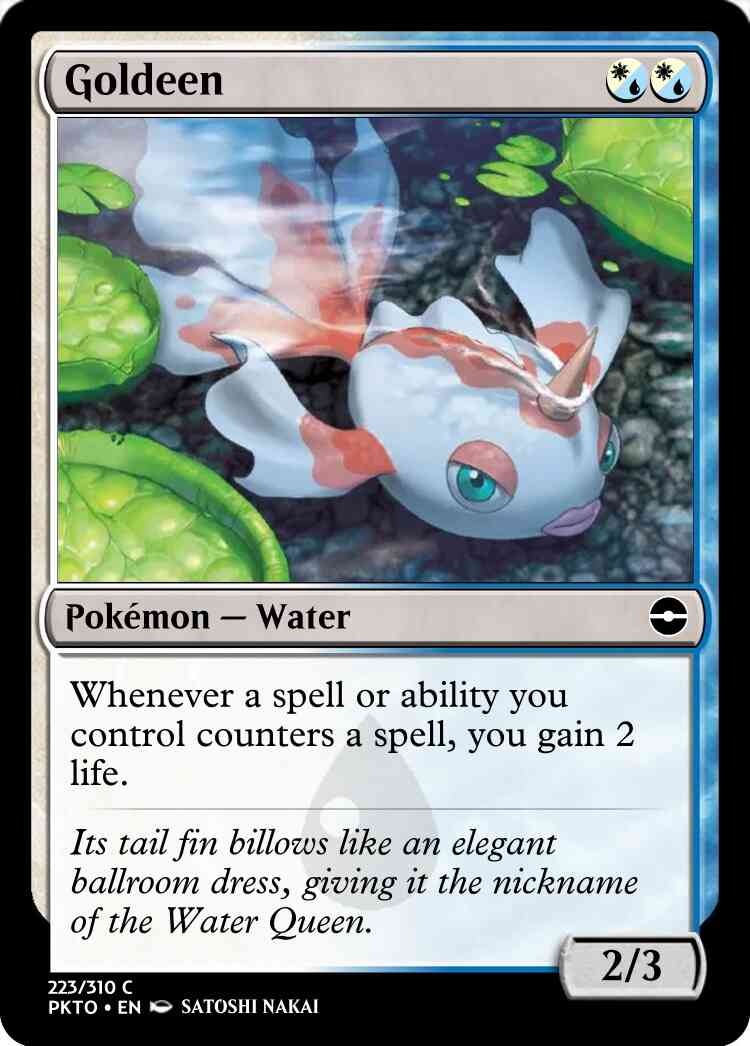 Goldeen
Pokémon — Water
Whenever a spell or ability you
control counters a spell, you gain 2
life.
Its tail fin billows like an elegant
ballroom dress, giving it the nickname
of the Water Queen.
2/3
223/310 C
PKTO • EN SATOSHI NAKAI